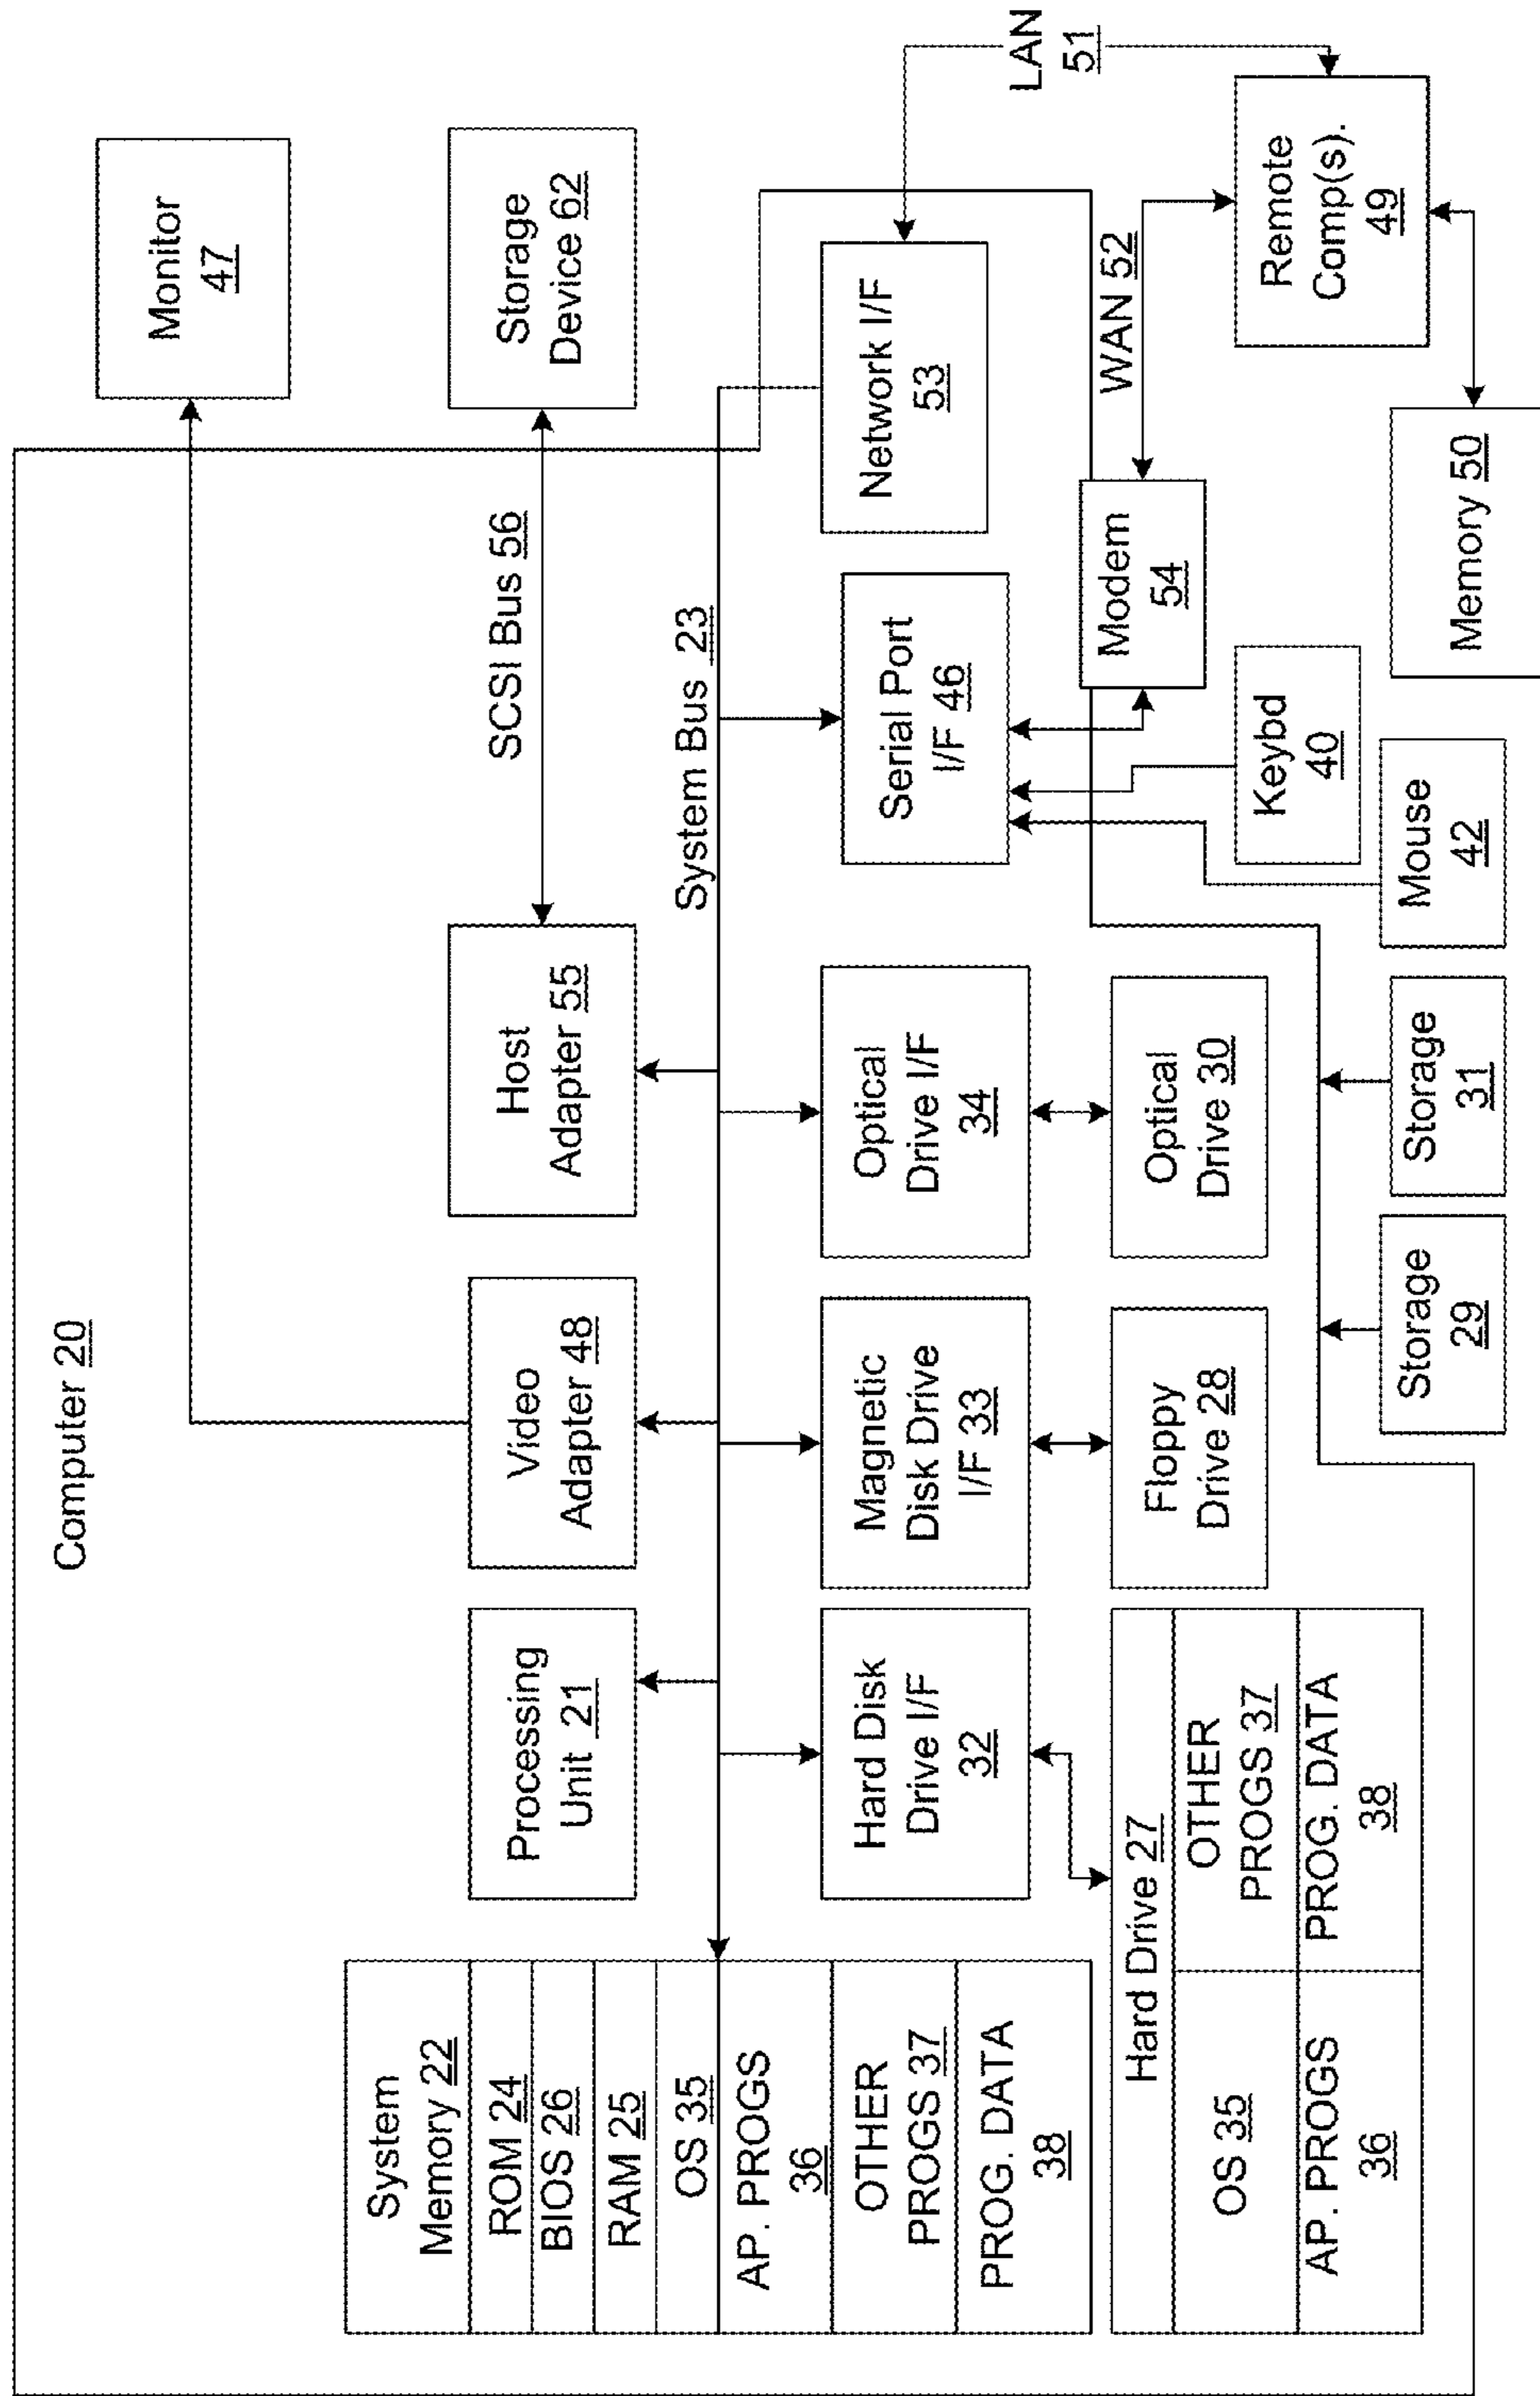 Computer 20
Monitor
47
System
Memory 22
ROM 24
BIOS 26
RAM 25
OS 35
AP. PROGS
36
OTHER
PROGS 37
PROG. DATA
38
Processing
Unit 21
Video
Adapter 48
Host
Adapter 55
SCSI Bus 56
Storage
Device 62
System Bus 23
Hard Disk
Drive I/F
32
Magnetic
Disk Drive
I/F 33
Optical
Drive I/F
34
Serial Port
I/F 46
Network I/F
53
LAN
51
Hard Drive 27
OS 35
OTHER
PROGS 37
AP. PROGS
36
PROG. DATA
38
Floppy
Drive 28
Optical
Drive 30
Modem
54
WAN 52
Remote
Comp(s).
49
Storage
29
Storage
31
Mouse
42
Keybd
40
Memory 50